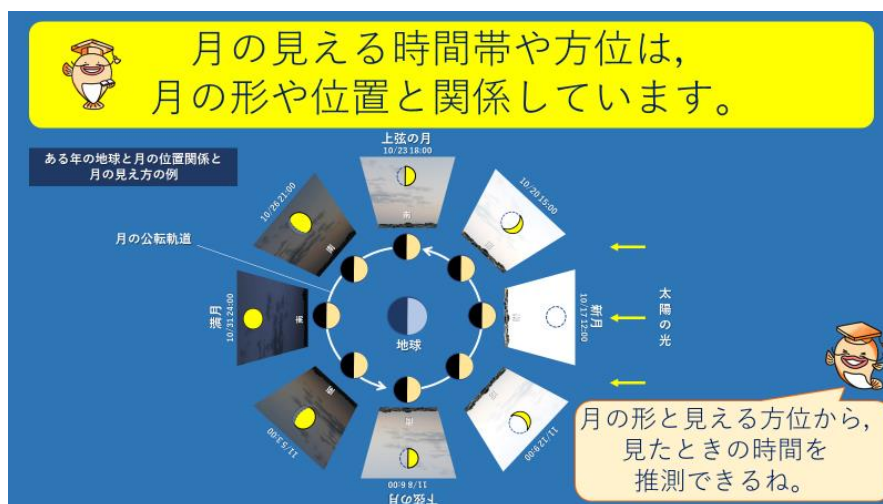 月の見える時間帯や方位は,
月の形や位置と関係しています。
ある年の地球と月の位置関係と
月の見え方の例
上弦の月
10/23 18:00
10/26 21:00
10/20 15:00
月の公転軌道
満月
10/31 24:00
南
南
南
地球
新月
10/17 12:00
太陽の光
11/5 3:00
11/8 6:00
下弦の月
11/12 9:00
月の形と見える方位から,
見たときの時間を
推測できるね。